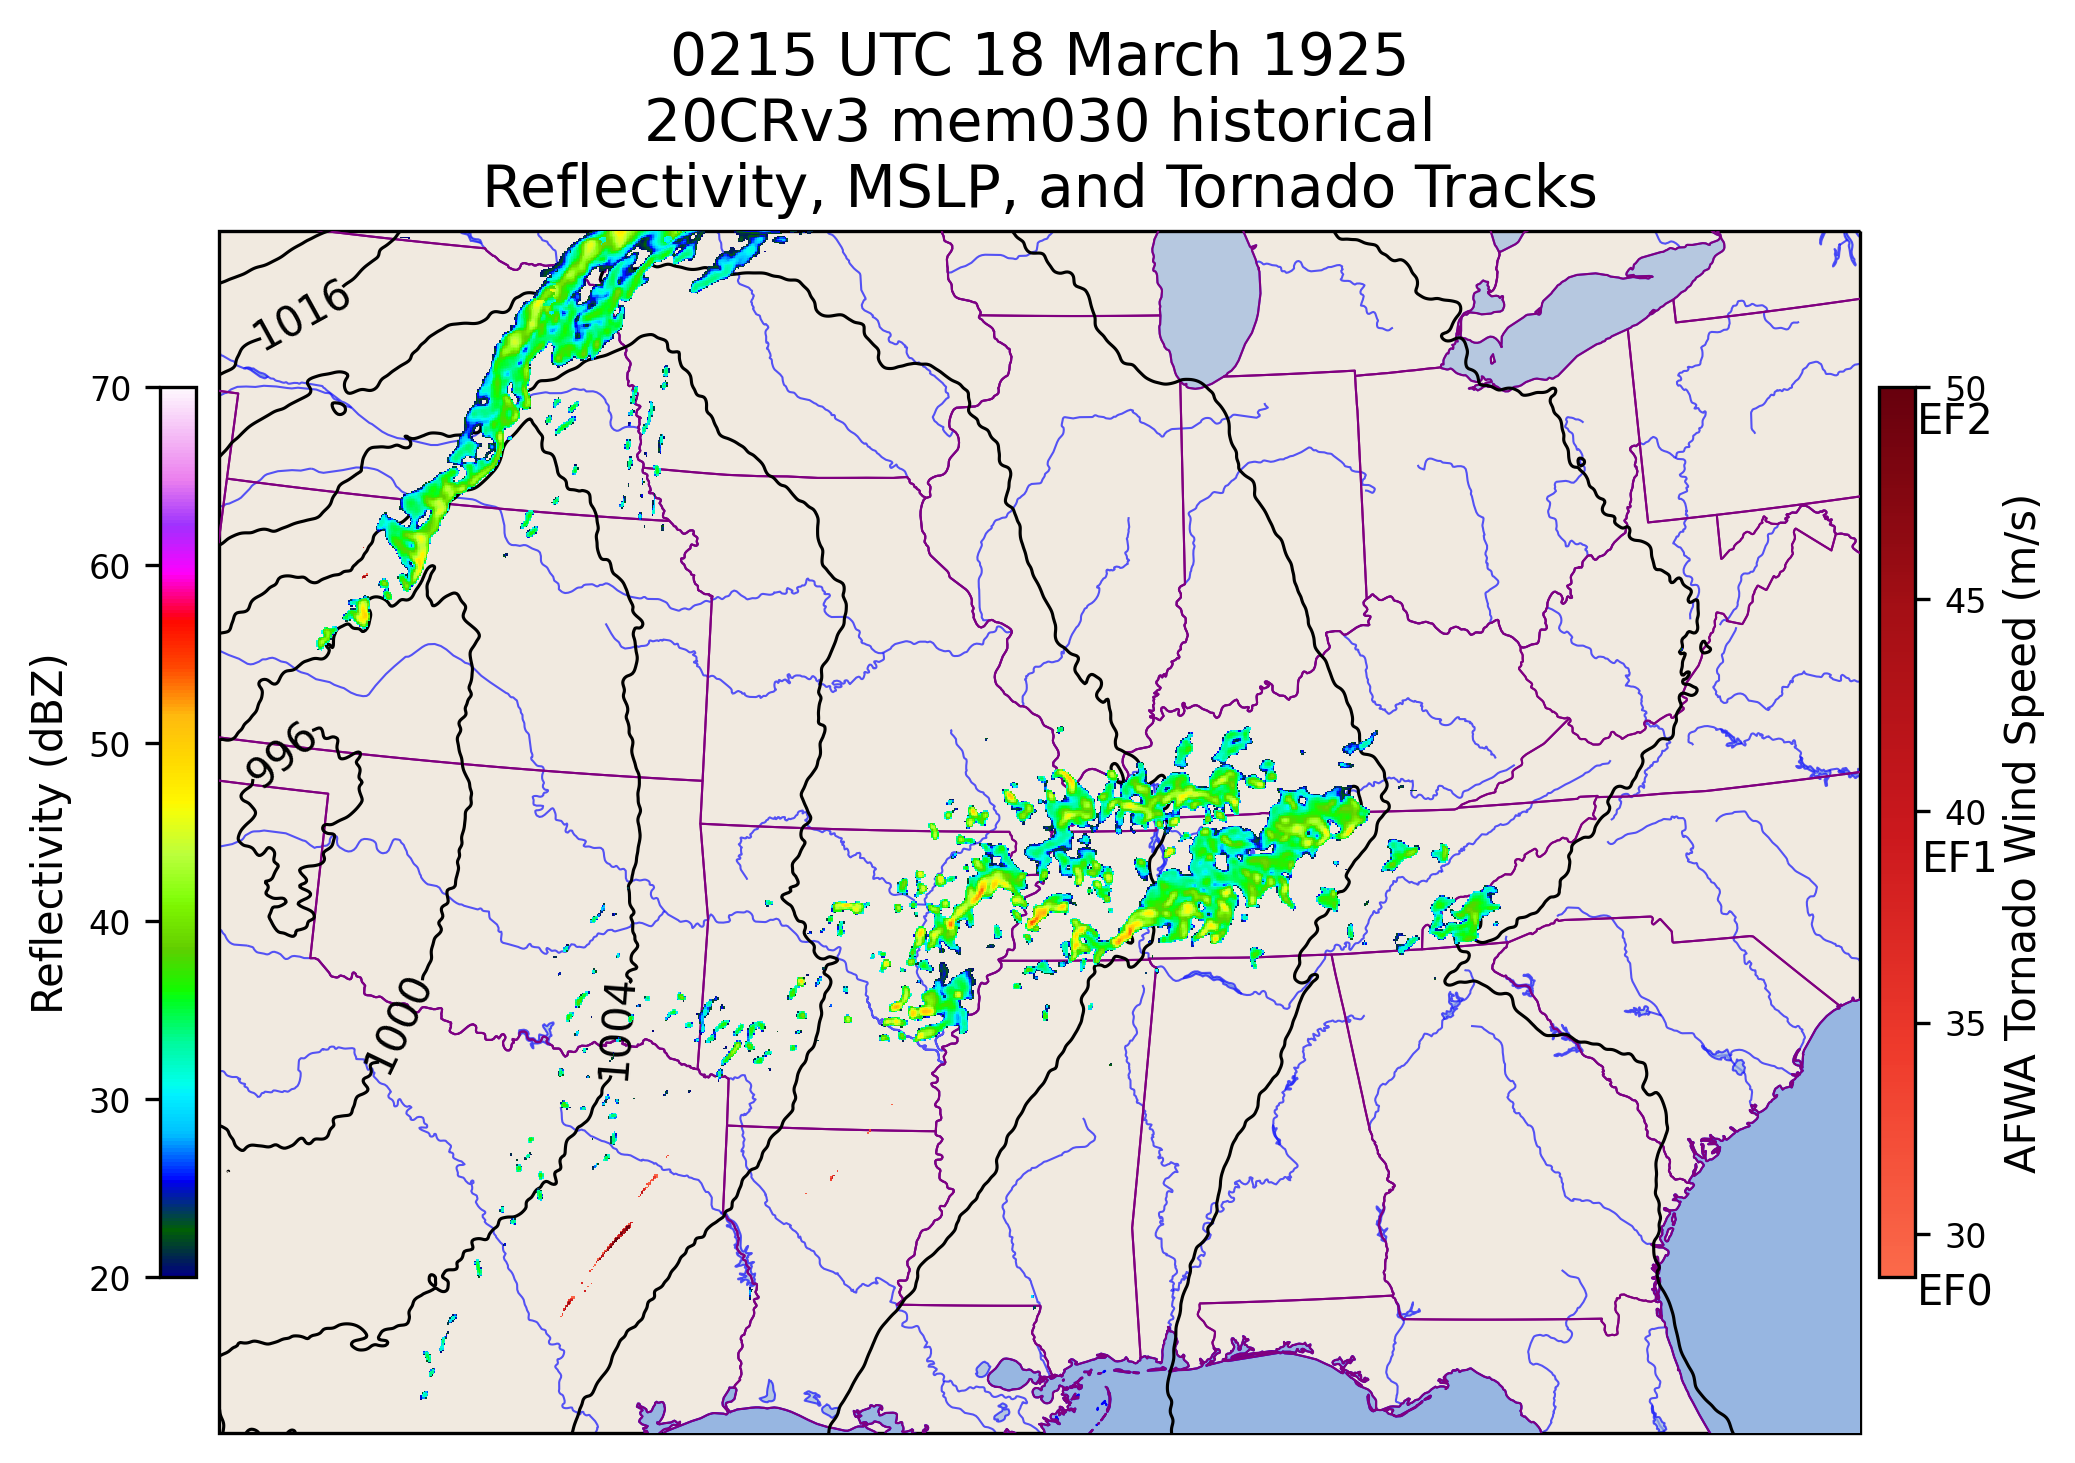 0215 UTC 18 March 1925
20CRv3 mem030 historical
Reflectivity, MSLP, and Tornado Tracks
1016
996
1000
1004
70
60
50
40
30
20
Reflectivity (dBZ)
50
EF2
45
40
EF1
35
30
EF0
AFWA Tornado Wind Speed (m/s)